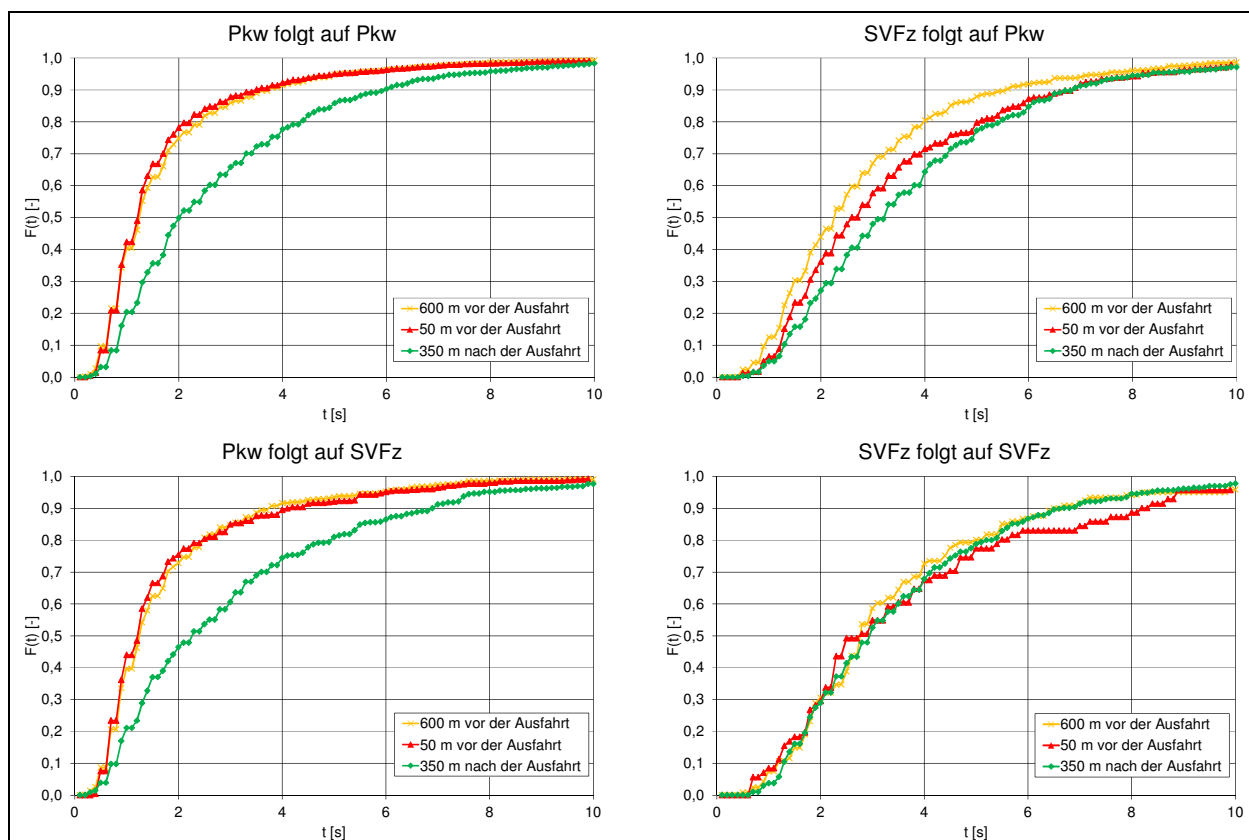 Pkw folgt auf Pkw
1,0
0,9
0,8
0,7
0,6
0,5
0,4
0,3
0,2
0,1
0,0
F(t) [-]
600 m vor der Ausfahrt
50 m vor der Ausfahrt
350 m nach der Ausfahrt
0 2 4 6 8 10
t [s]
SVFz folgt auf Pkw
1,0
0,9
0,8
0,7
0,6
0,5
0,4
0,3
0,2
0,1
0,0
F(t) [-]
600 m vor der Ausfahrt
50 m vor der Ausfahrt
350 m nach der Ausfahrt
0 2 4 6 8 10
t [s]
Pkw folgt auf SVFz
1,0
0,9
0,8
0,7
0,6
0,5
0,4
0,3
0,2
0,1
0,0
F(t) [-]
600 m vor der Ausfahrt
50 m vor der Ausfahrt
350 m nach der Ausfahrt
0 2 4 6 8 10
t [s]
SVFz folgt auf SVFz
1,0
0,9
0,8
0,7
0,6
0,5
0,4
0,3
0,2
0,1
0,0
F(t) [-]
600 m vor der Ausfahrt
50 m vor der Ausfahrt
350 m nach der Ausfahrt
0 2 4 6 8 10
t [s]